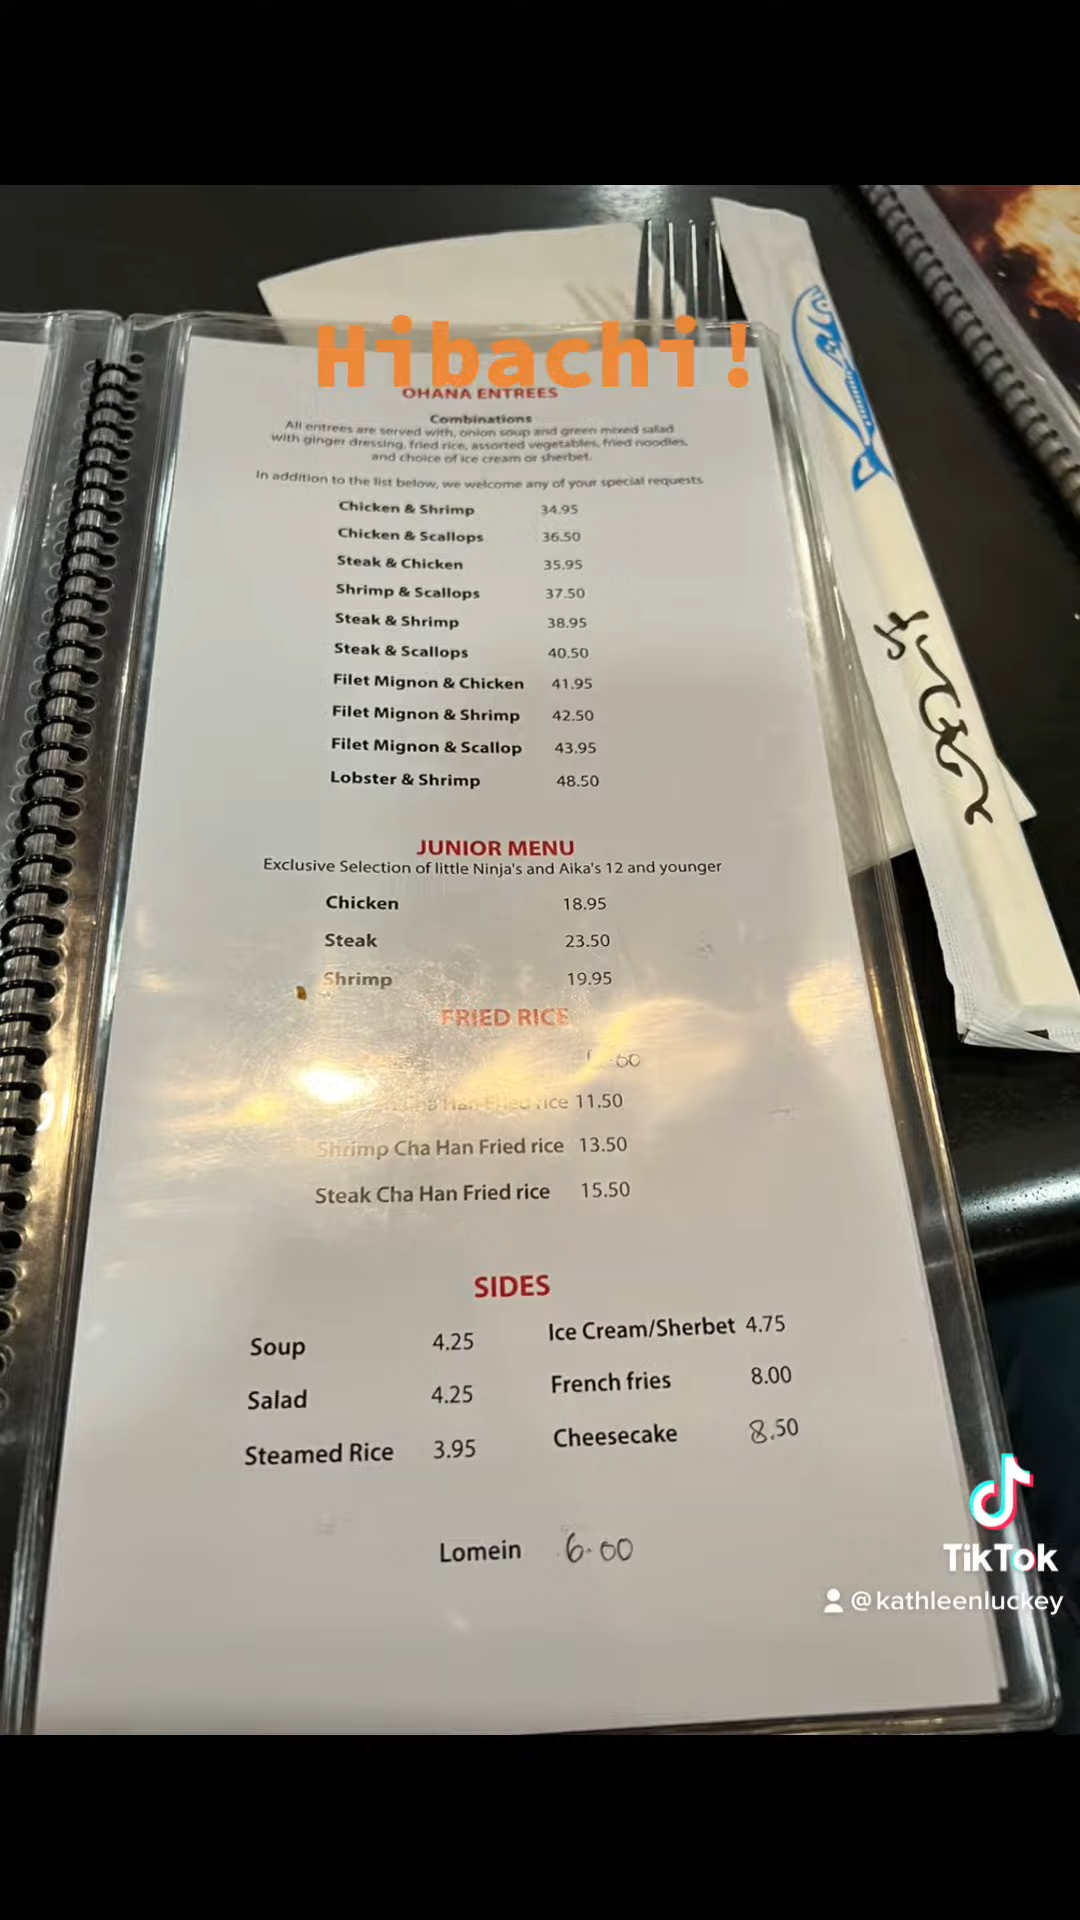 Hibachi!
OHANA ENTREES
Combinations
All entrees are served with, onion soup and green mixed salad
with ginger dressing, fried rice, assorted vegetables, fried noodles,
and choice of ice cream or sherbet.
In addition to the list below, we welcome any of your special requests
Chicken & Shrimp 34.95
Chicken & Scallops 36.50
Steak & Chicken 35.95
Shrimp & Scallops 37.50
Steak & Shrimp 38.95
Steak & Scallops 40.50
Filet Mignon & Chicken 41.95
Filet Mignon & Shrimp 42.50
Filet Mignon & Scallop 43.95
Lobster & Shrimp 48.50
JUNIOR MENU
Exclusive Selection of little Ninja's and Aika's 12 and younger
Chicken 18.95
Steak 23.50
Shrimp 19.95
FRIED RICE
Cha Han Fried rice 11.50
Shrimp Cha Han Fried rice 13.50
Steak Cha Han Fried rice 15.50
SIDES
Soup 4.25 Ice Cream/Sherbet 4.75
Salad 4.25 French fries 8.00
Steamed Rice 3.95 Cheesecake 8.50
Lomein 6.00
TikTok
@kathleenluckey